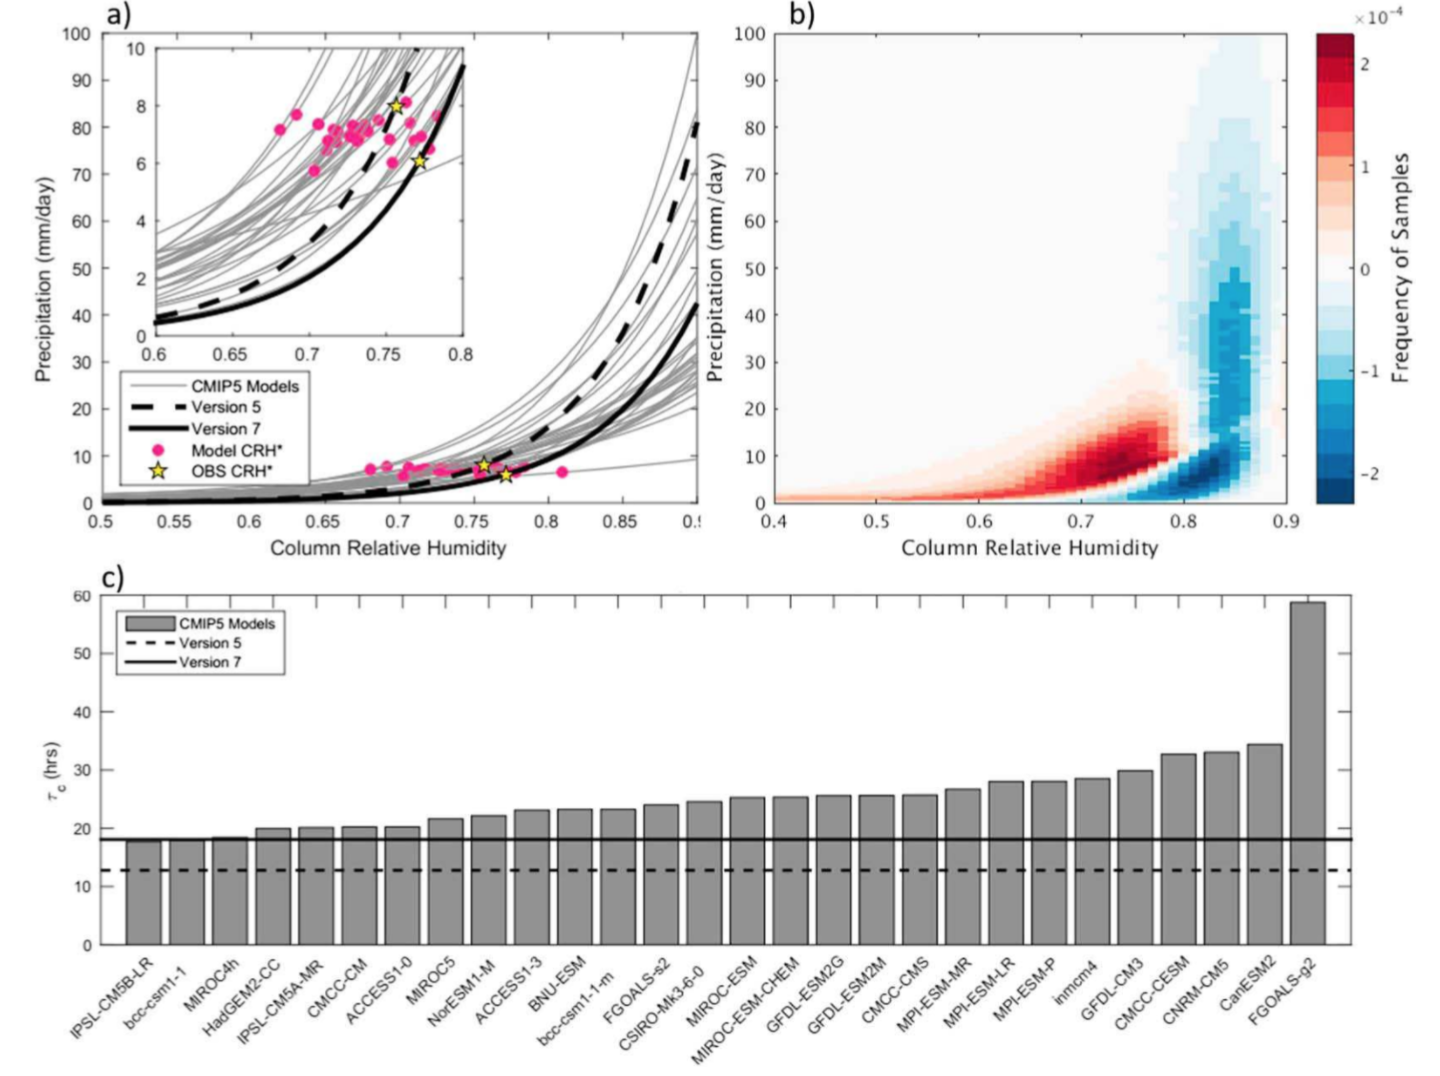 a)
100
90
80
70
60
50
40
30
20
10
0
Precipitation (mm/day)
10
8
6
4
2
0
0.6 0.65 0.7 0.75 0.8
CMIP5 Models
Version 5
Version 7
Model CRH*
OBS CRH*
0.5 0.55 0.6 0.65 0.7 0.75 0.8 0.85
Column Relative Humidity
b)
100
90
80
70
60
50
40
30
20
10
0
Precipitation (mm/day)
0.4 0.5 0.6 0.7 0.8 0.9
Column Relative Humidity
×10⁻⁴
2
1
0
-1
-2
Frequency of Samples
c)
60
50
40
30
20
10
0
τc (hrs)
CMIP5 Models
Version 5
Version 7
IPSL-CM5B-LR
bcc-csm1-1
MIROC4h
HadGEM2-CC
IPSL-CM5A-MR
CMCC-CM
ACCESS1-0
MIROC5
NorESM1-M
ACCESS1-3
BNU-ESM
bcc-csm1-1-m
FGOALS-s2
CSIRO-Mk3-6-0
MIROC-ESM
MIROC-ESM-CHEM
GFDL-ESM2G
GFDL-ESM2M
CMCC-CMS
MPI-ESM-MR
MPI-ESM-LR
MPI-ESM-P
inmcm4
GFDL-CM3
CMCC-CESM
CNRM-CM5
CanESM2
FGOALS-g2